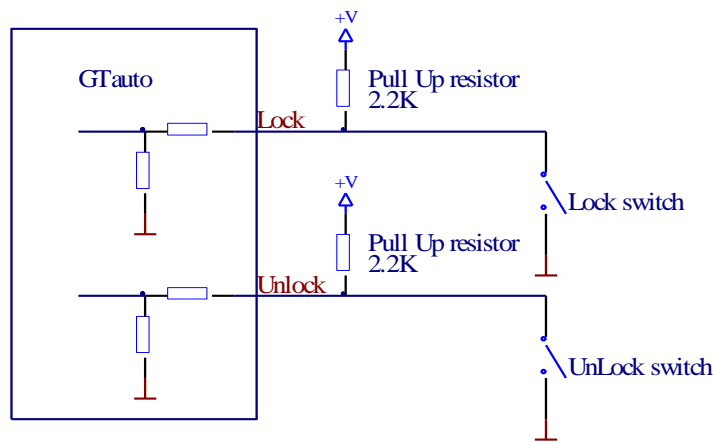 +V
GTauto
Pull Up resistor
2.2K
Lock
Lock switch
+V
Pull Up resistor
2.2K
Unlock
UnLock switch